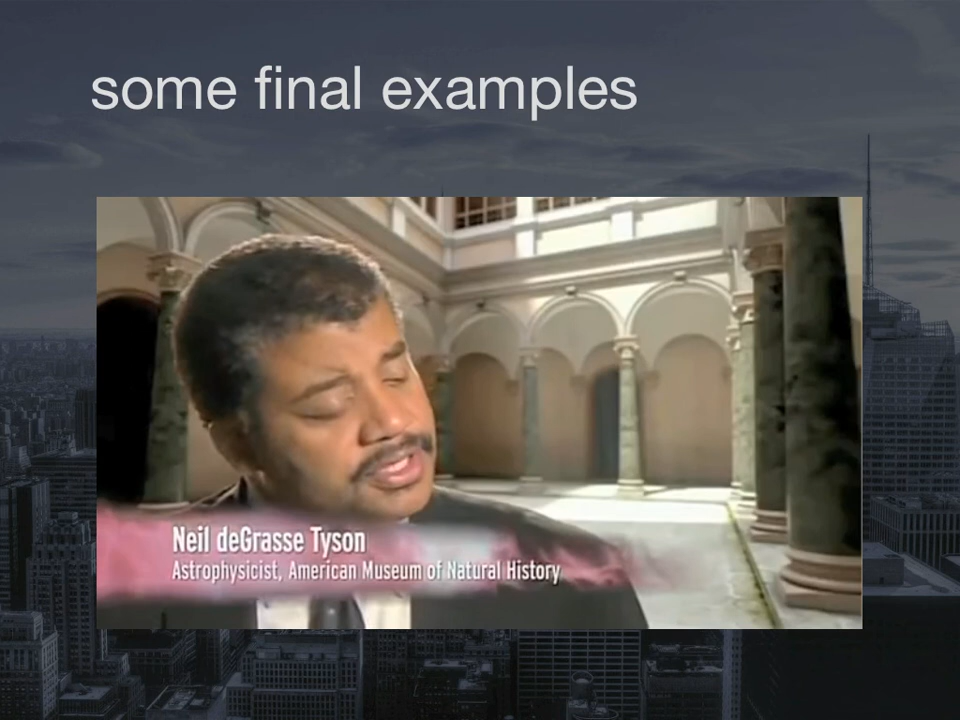 some final examples
Neil deGrasse Tyson
Astrophysicist, American Museum of Natural History